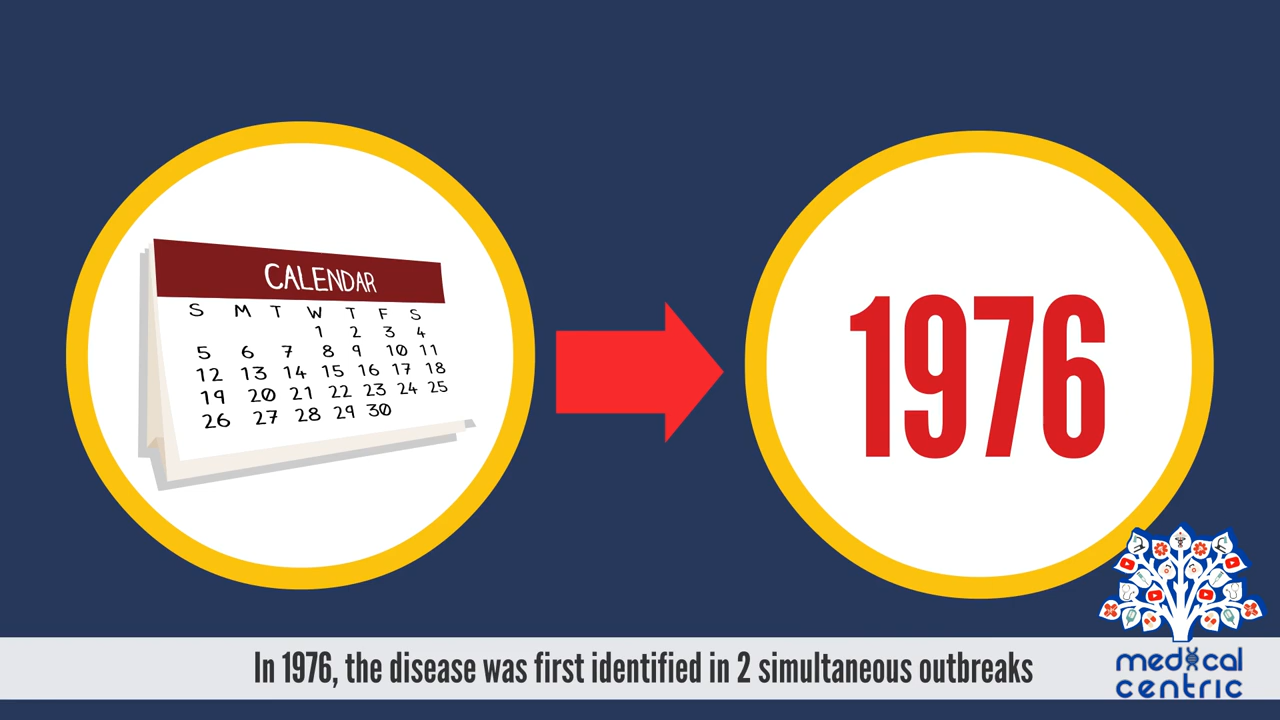 CALENDAR
S M T W T F S
1 2 3 4
5 6 7 8 9 10 11
12 13 14 15 16 17 18
19 20 21 22 23 24 25
26 27 28 29 30
1976
In 1976, the disease was first identified in 2 simultaneous outbreaks
medical
centric